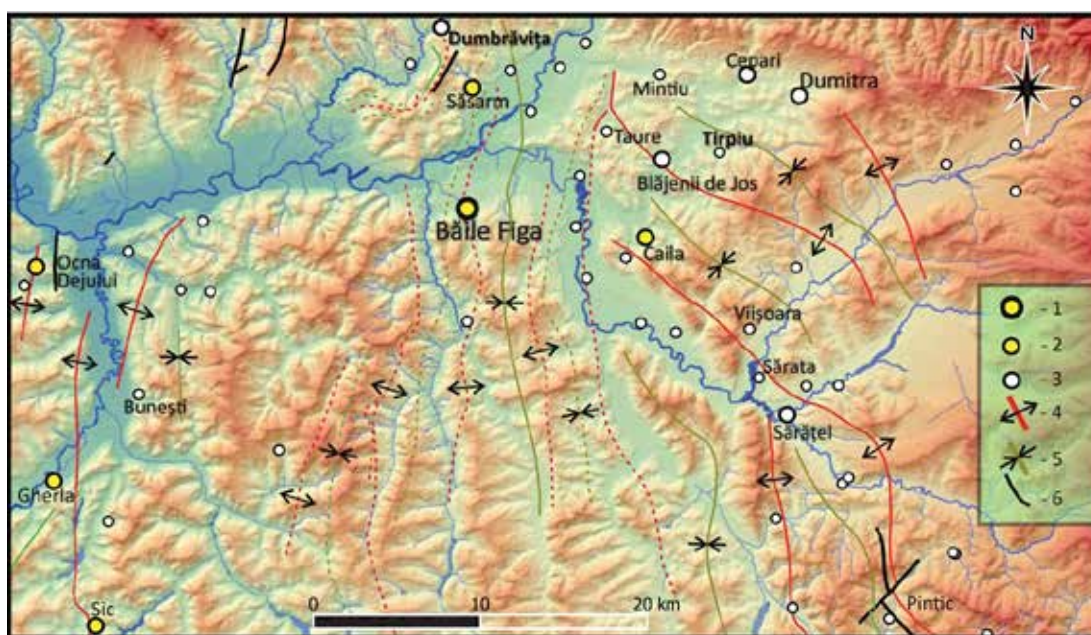 N
Dumbrăvița
Cepari
Dumitra
Săsarm
Mintiu
Taure
Tirpiu
Blăjenii de Jos
Băile Figa
Caila
Ocna
Dejului
Viișoara
Sărata
Bunești
Sărățel
Gherla
Sic
Pintic
0 10 20 km
- 1
- 2
- 3
- 4
- 5
- 6